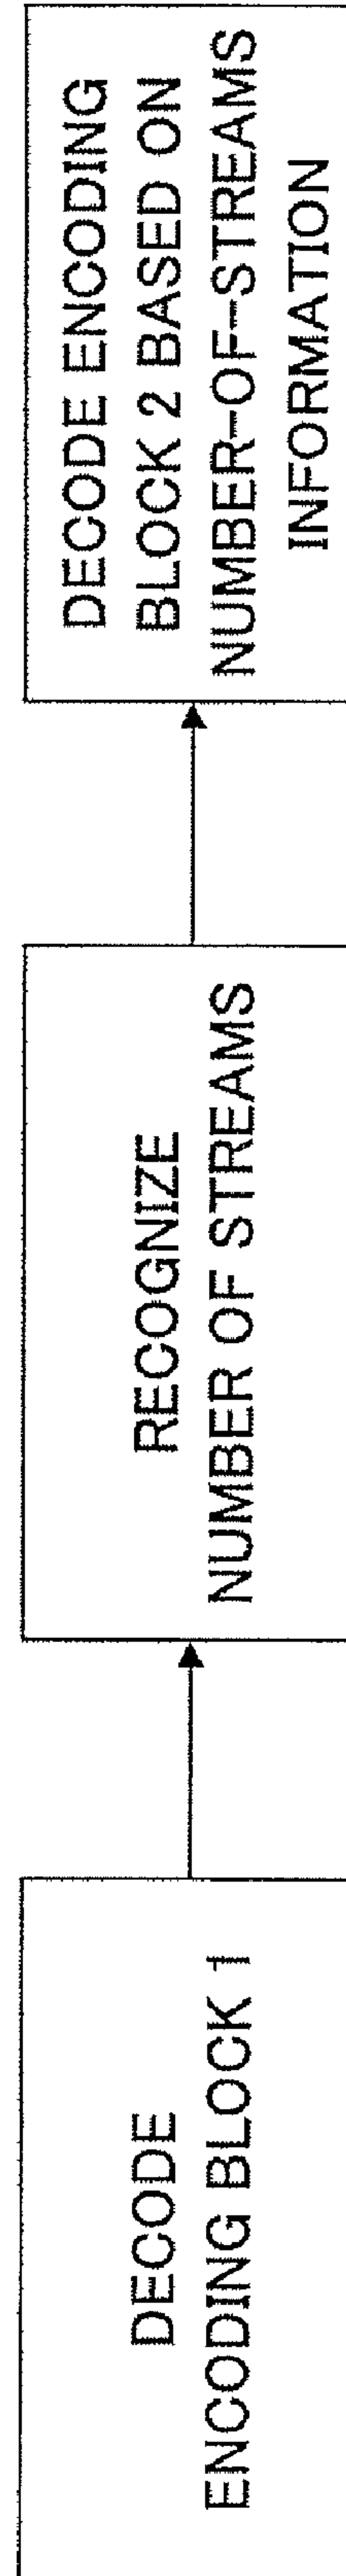 DECODE
ENCODING BLOCK 1
RECOGNIZE
NUMBER OF STREAMS
DECODE ENCODING
BLOCK 2 BASED ON
NUMBER-OF-STREAMS
INFORMATION